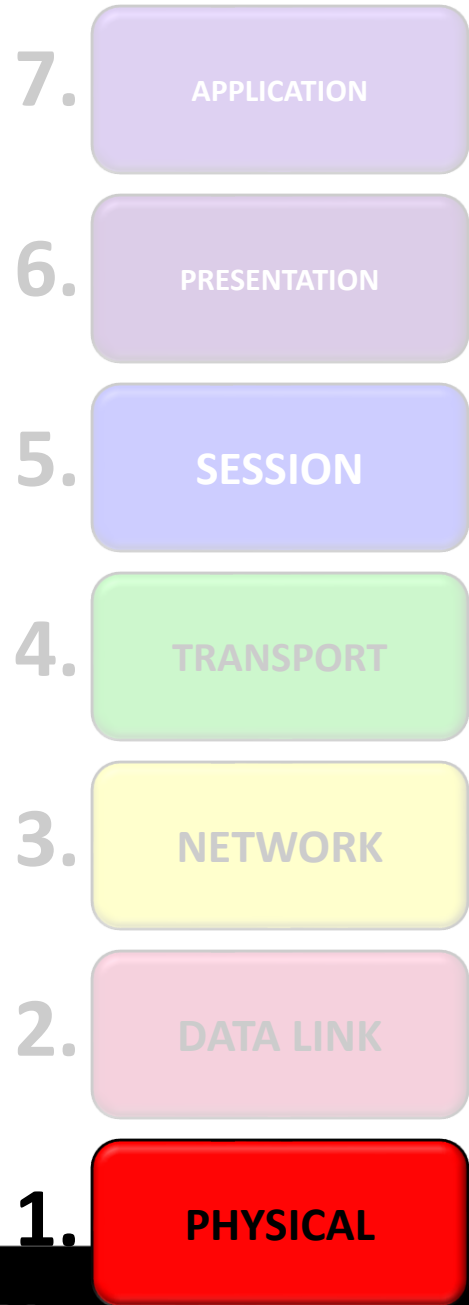 7. APPLICATION
6. PRESENTATION
5. SESSION
4. TRANSPORT
3. NETWORK
2. DATA LINK
1. PHYSICAL